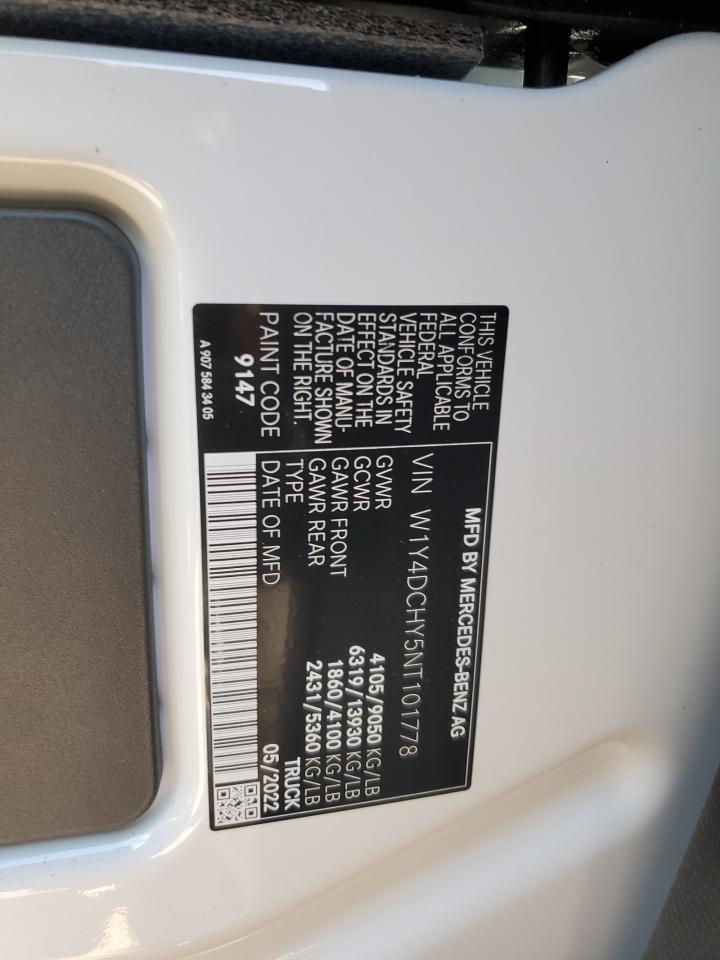 MFD BY MERCEDES-BENZ AG
VIN W1Y4DCHY5NT101778
THIS VEHICLE
CONFORMS TO
ALL APPLICABLE
FEDERAL
VEHICLE SAFETY
STANDARDS IN
EFFECT ON THE
DATE OF MANU-
FACTURE SHOWN
ON THE RIGHT.
GVWR 4105/9050 KG/LB
GCWR 6319/13930 KG/LB
GAWR FRONT 1860/4100 KG/LB
GAWR REAR 2431/5360 KG/LB
TYPE TRUCK
DATE OF MFD 05/2022
PAINT CODE
9147
A 907 584 34 05